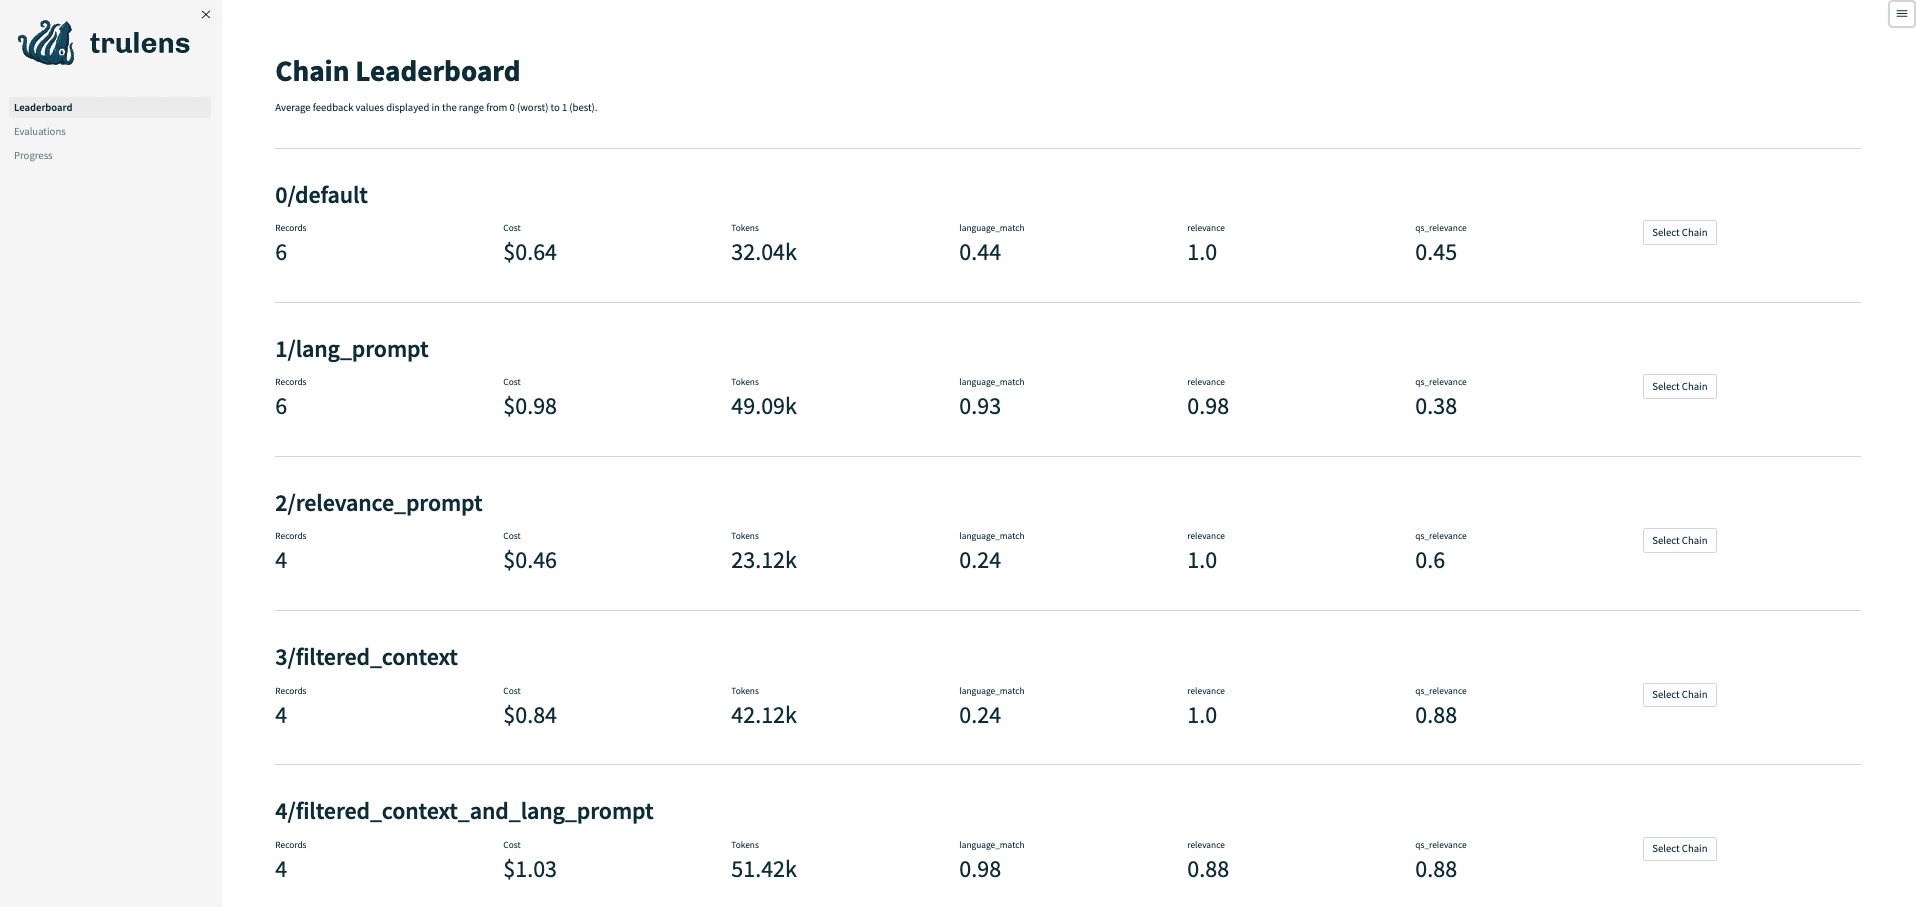 trulens
Leaderboard
Evaluations
Progress
Chain Leaderboard
Average feedback values displayed in the range from 0 (worst) to 1 (best).
0/default
Records Cost Tokens language_match relevance qs_relevance Select Chain
6 $0.64 32.04k 0.44 1.0 0.45
1/lang_prompt
Records Cost Tokens language_match relevance qs_relevance Select Chain
6 $0.98 49.09k 0.93 0.98 0.38
2/relevance_prompt
Records Cost Tokens language_match relevance qs_relevance Select Chain
4 $0.46 23.12k 0.24 1.0 0.6
3/filtered_context
Records Cost Tokens language_match relevance qs_relevance Select Chain
4 $0.84 42.12k 0.24 1.0 0.88
4/filtered_context_and_lang_prompt
Records Cost Tokens language_match relevance qs_relevance Select Chain
4 $1.03 51.42k 0.98 0.88 0.88